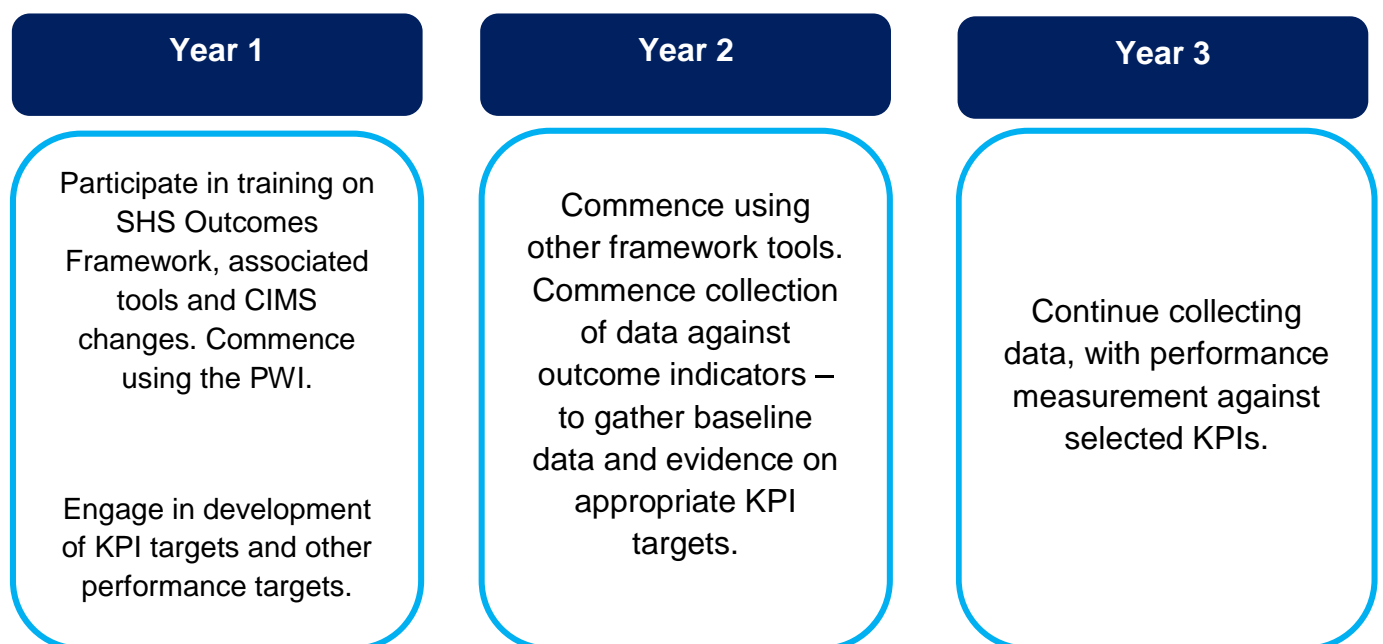 Year 1
Participate in training on
SHS Outcomes
Framework, associated
tools and CIMS
changes. Commence
using the PWI.
Engage in development
of KPI targets and other
performance targets.
Year 2
Commence using
other framework tools.
Commence collection
of data against
outcome indicators –
to gather baseline
data and evidence on
appropriate KPI
targets.
Year 3
Continue collecting
data, with performance
measurement against
selected KPIs.